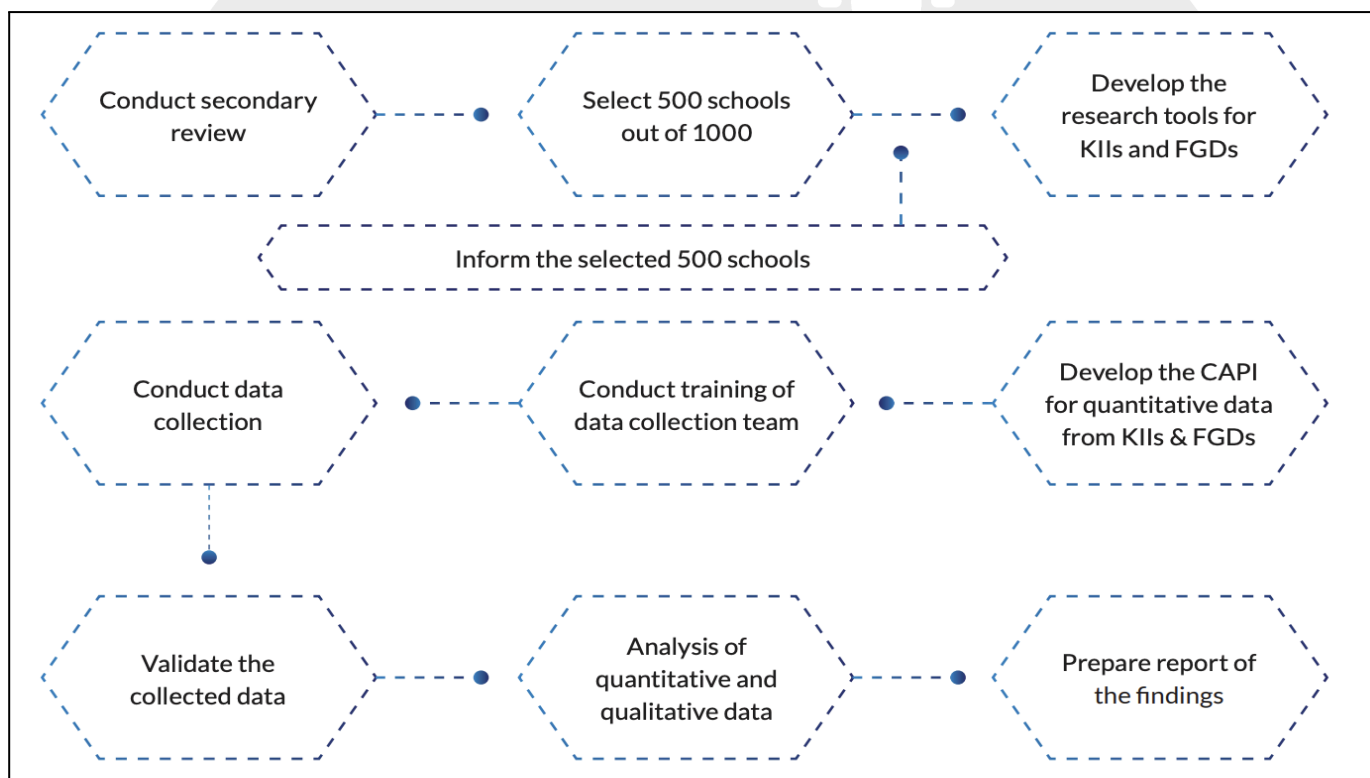 Conduct secondary
review
Select 500 schools
out of 1000
Develop the
research tools for
KIIs and FGDs
Inform the selected 500 schools
Conduct data
collection
Conduct training of
data collection team
Develop the CAPI
for quantitative data
from KIIs & FGDs
Validate the
collected data
Analysis of
quantitative and
qualitative data
Prepare report of
the findings